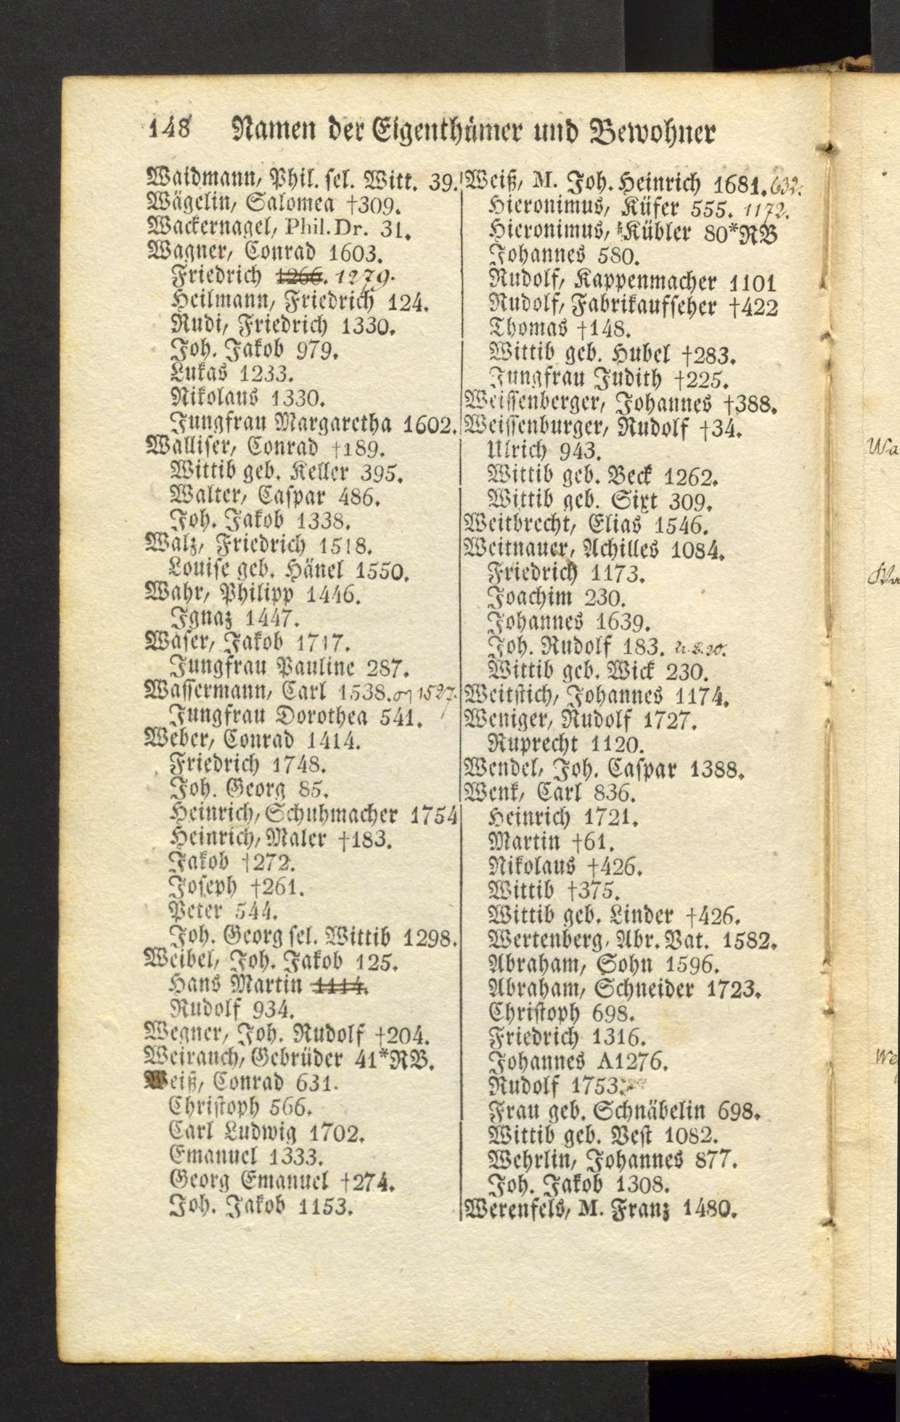 148 Namen der Eigenthümer und Bewohner
Waidmann, Phil. sel. Witt. 39.
Wägelin, Salomea †309.
Wackernagel, Phil. Dr. 31.
Wagner, Conrad 1603.
Friedrich 1266. 1279.
Heilmann, Friedrich 124.
Rudi, Friedrich 1330.
Joh. Jakob 979.
Lukas 1233.
Nikolaus 1330.
Jungfrau Margaretha 1602.
Walliser, Conrad †189.
Wittib geb. Keller 395.
Walter, Caspar 486.
Joh. Jakob 1338.
Walz, Friedrich 1518.
Louise geb. Hänel 1550.
Wahr, Philipp 1446.
Ignaz 1447.
Waser, Jakob 1717.
Jungfrau Pauline 287.
Wassermann, Carl 1538. 1527.
Jungfrau Dorothea 541.
Weber, Conrad 1414.
Friedrich 1748.
Joh. Georg 85.
Heinrich, Schuhmacher 1754
Heinrich, Maler †183.
Jakob †272.
Joseph †261.
Peter 544.
Joh. Georg sel. Wittib 1298.
Weibel, Joh. Jakob 125.
Hans Martin 1114.
Rudolf 934.
Wegner, Joh. Rudolf †204.
Weirauch, Gebrüder 41*RB.
Weiß, Conrad 631.
Christoph 566.
Carl Ludwig 1702.
Emanuel 1333.
Georg Emanuel †274.
Joh. Jakob 1153.
Weiß, M. Joh. Heinrich 1681. 632.
Hieronimus, Küfer 555. 1172.
Hieronimus, Kübler 80*RB
Johannes 580.
Rudolf, Kappenmacher 1101
Rudolf, Fabrikaufseher †422
Thomas †148.
Wittib geb. Hubel †283.
Jungfrau Judith †225.
Weissenberger, Johannes †388.
Weissenburger, Rudolf †34.
Ulrich 943.
Wittib geb. Beck 1262.
Wittib geb. Sixt 309.
Weitbrecht, Elias 1546.
Weitnauer, Achilles 1084.
Friedrich 1173.
Joachim 230.
Johannes 1639.
Joh. Rudolf 183.
Wittib geb. Wick 230.
Weitstich, Johannes 1174.
Weniger, Rudolf 1727.
Ruprecht 1120.
Wendel, Joh. Caspar 1388.
Wenk, Carl 836.
Heinrich 1721.
Martin †61.
Nikolaus †426.
Wittib †375.
Wittib geb. Linder †426.
Wertenberg, Abr. Vat. 1582.
Abraham, Sohn 1596.
Abraham, Schneider 1723.
Christoph 698.
Friedrich 1316.
Johannes A1276.
Rudolf 1753.
Frau geb. Schnäbelin 698.
Wittib geb. Vest 1082.
Wehrlin, Johannes 877.
Joh. Jakob 1308.
Werenfels, M. Franz 1480.